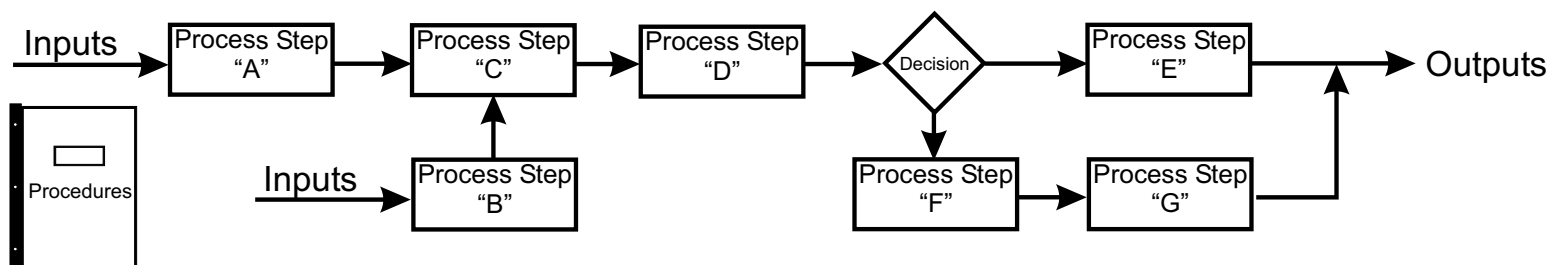 Inputs
Process Step
“A”
Process Step
“C”
Process Step
“D”
Decision
Process Step
“E”
Outputs
Procedures
Inputs
Process Step
“B”
Process Step
“F”
Process Step
“G”